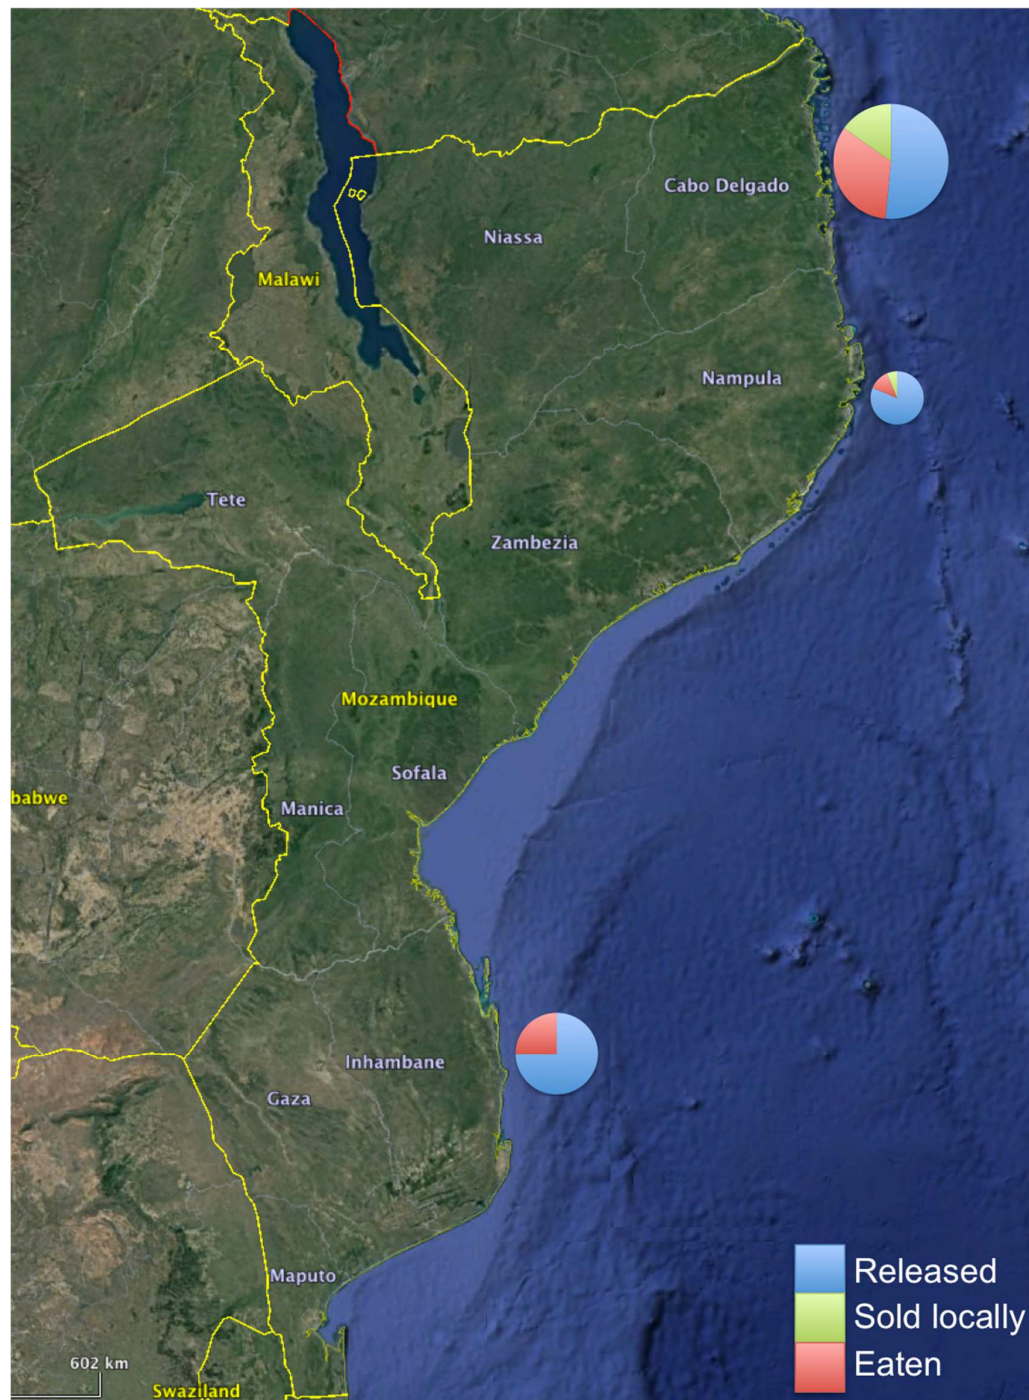 Cabo Delgado
Niassa
Malawi
Nampula
Tete
Zambezia
Mozambique
Sofala
babwe
Manica
Inhambane
Gaza
Maputo
602 km
Swaziland
Released
Sold locally
Eaten